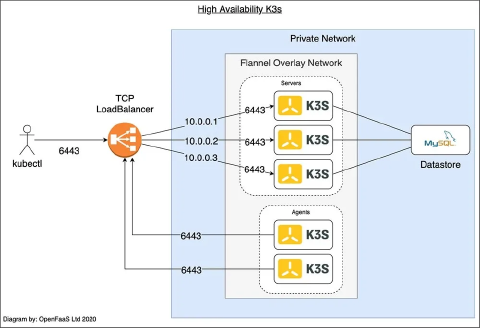 High Availability K3s
Private Network
Flannel Overlay Network
Servers
TCP
LoadBalancer
10.0.0.1
6443
K3S
10.0.0.2
6443
K3S
10.0.0.3
6443
K3S
kubectl
6443
MySQL
Datastore
Agents
6443
K3S
6443
K3S
Diagram by: OpenFaaS Ltd 2020